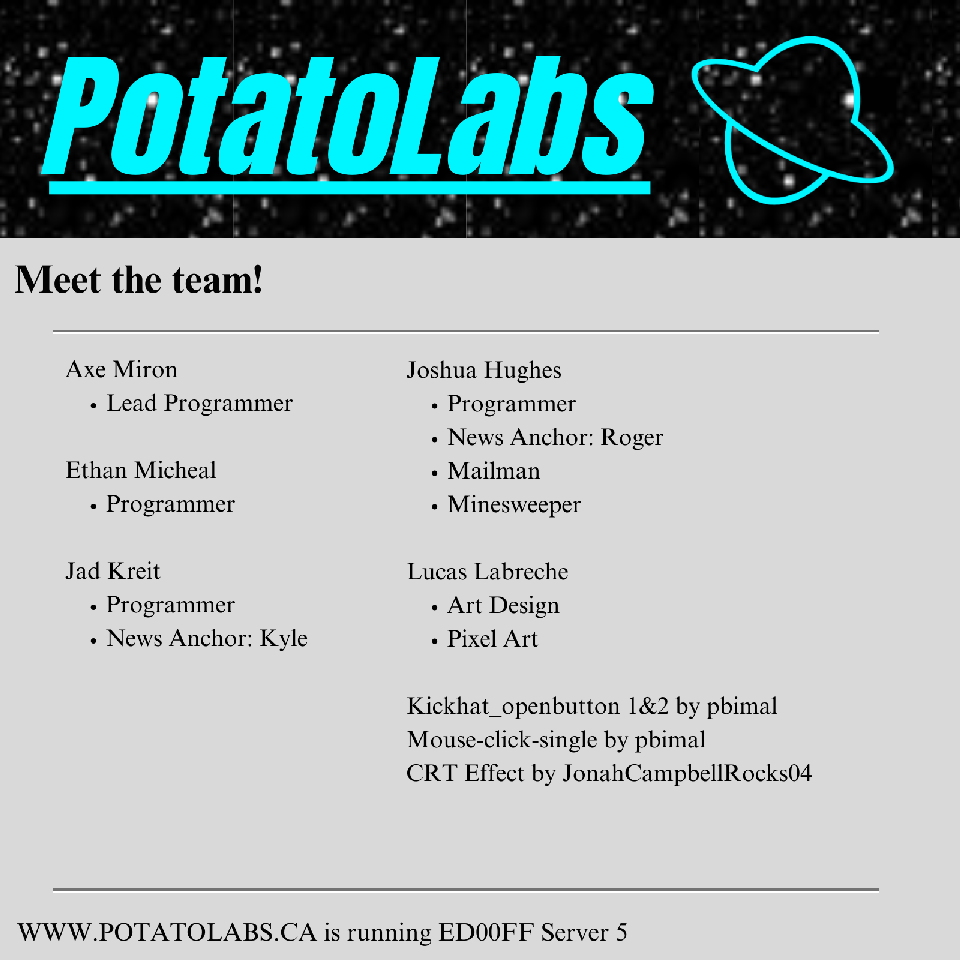 PotatoLabs
Meet the team!
Axe Miron
• Lead Programmer
Ethan Micheal
• Programmer
Jad Kreit
• Programmer
• News Anchor: Kyle
Joshua Hughes
• Programmer
• News Anchor: Roger
• Mailman
• Minesweeper
Lucas Labreche
• Art Design
• Pixel Art
Kickhat_openbutton 1&2 by pbimal
Mouse-click-single by pbimal
CRT Effect by JonahCampbellRocks04
WWW.POTATOLABS.CA is running ED00FF Server 5